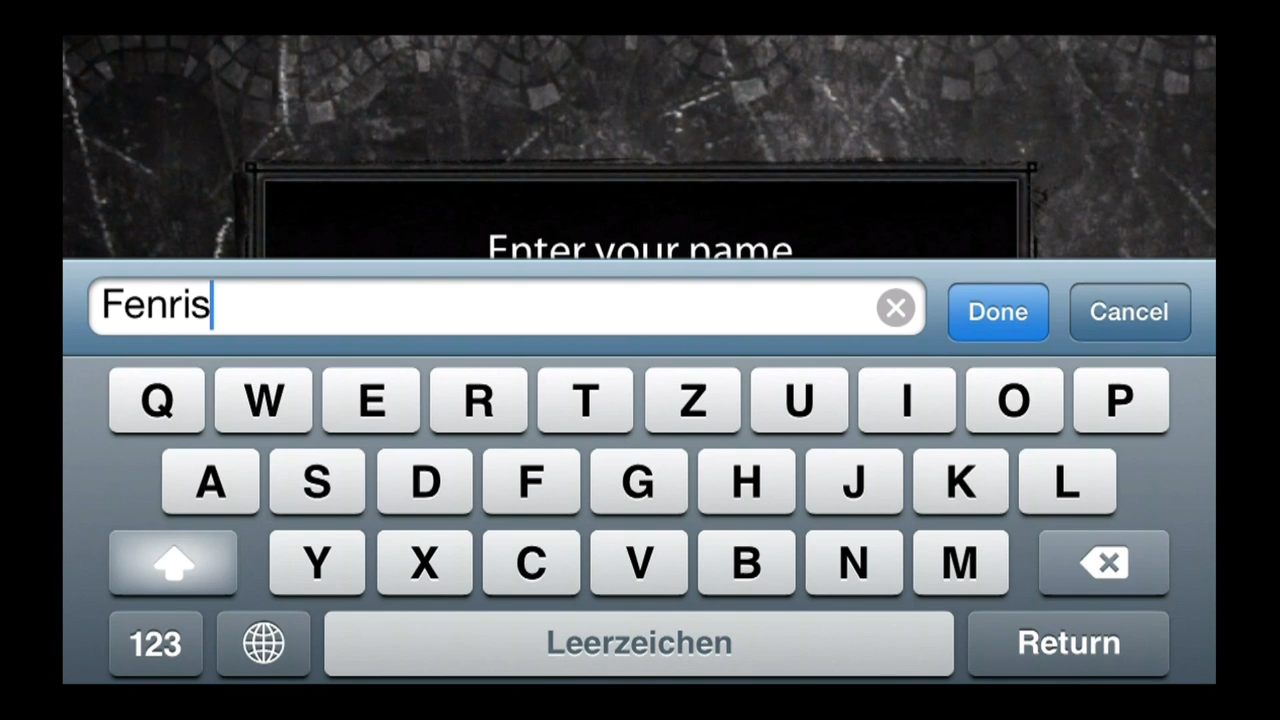 Enter your name
Fenris
Done
Cancel
Q W E R T Z U I O P
A S D F G H J K L
Y X C V B N M
123
Leerzeichen
Return